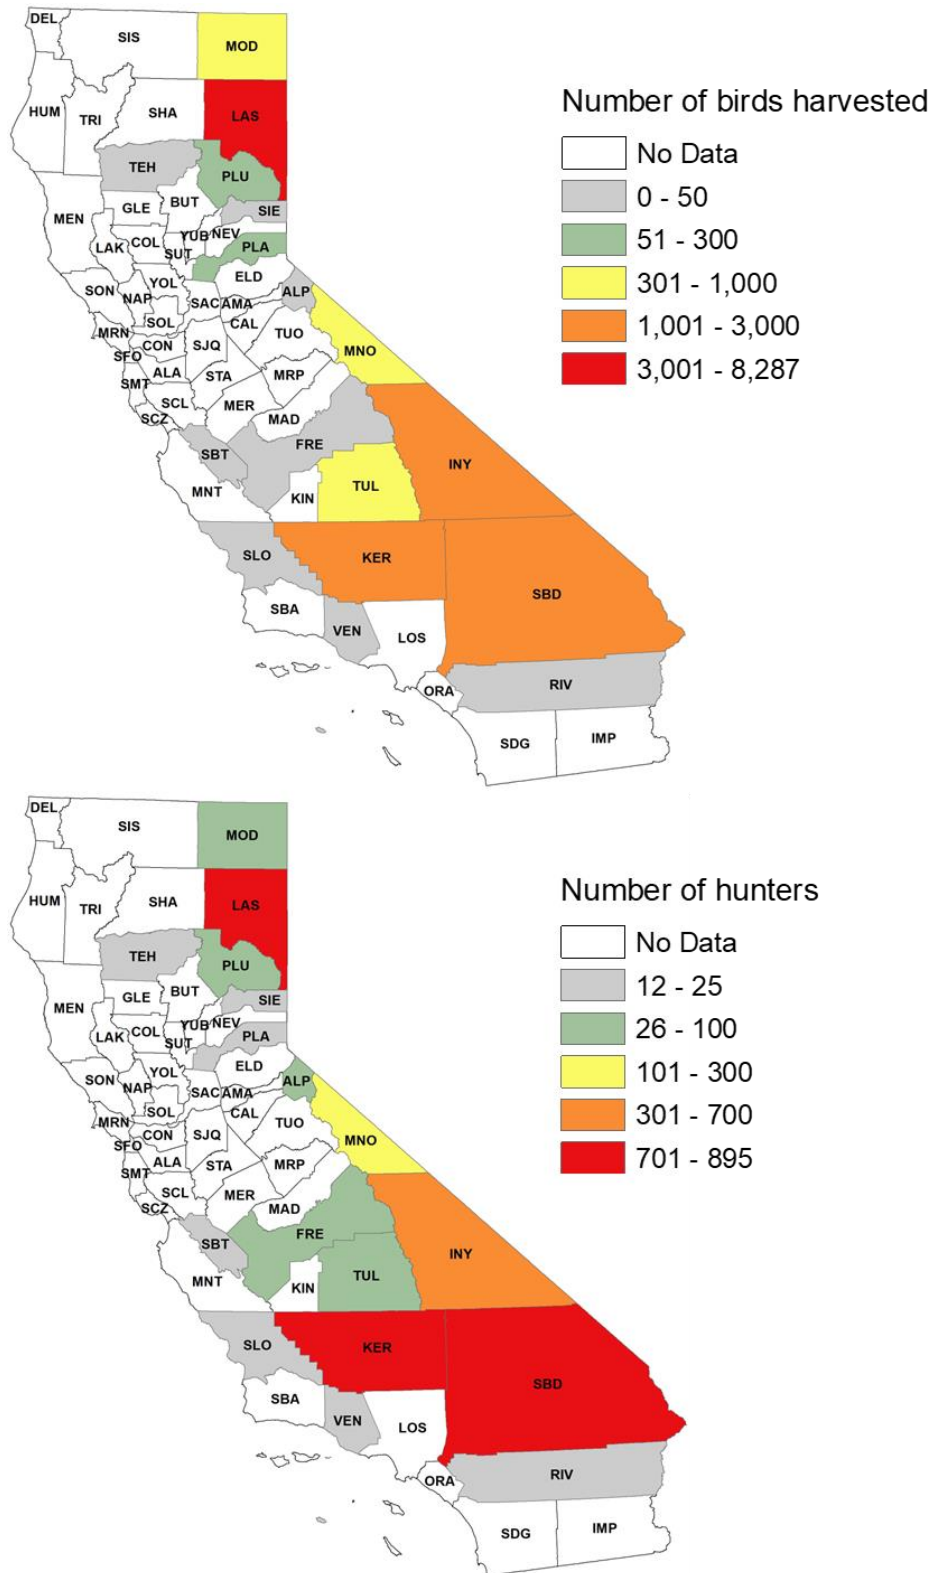 DEL
SIS
MOD
HUM
TRI
SHA
LAS
TEH
PLU
MEN
GLE
BUT
SIE
LAK
COL
YUB
NEV
SUT
PLA
SON
NAP
YOL
ELD
ALP
SAC
AMA
MRN
SOL
CAL
TUO
SFO
CON
SJQ
MNO
SMT
ALA
STA
MRP
SCZ
SCL
MER
MAD
SBT
FRE
INY
MNT
KIN
TUL
SLO
KER
SBA
VEN
LOS
SBD
ORA
RIV
SDG
IMP
Number of birds harvested
No Data
0 - 50
51 - 300
301 - 1,000
1,001 - 3,000
3,001 - 8,287
DEL
SIS
MOD
HUM
TRI
SHA
LAS
TEH
PLU
MEN
GLE
BUT
SIE
LAK
COL
YUB
NEV
SUT
PLA
SON
NAP
YOL
ELD
ALP
SAC
AMA
MRN
SOL
CAL
TUO
SFO
CON
SJQ
MNO
SMT
ALA
STA
MRP
SCZ
SCL
MER
MAD
SBT
FRE
INY
MNT
KIN
TUL
SLO
KER
SBA
VEN
LOS
SBD
ORA
RIV
SDG
IMP
Number of hunters
No Data
12 - 25
26 - 100
101 - 300
301 - 700
701 - 895